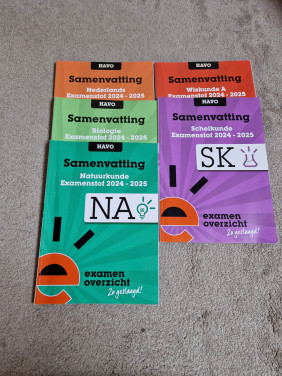 HAVO
Samenvatting
Nederlands
Examenstof 2024 - 2025
HAVO
Samenvatting
Wiskunde A
Examenstof 2024 - 2025
Samenvatting
Biologie
Examenstof 2024 - 2025
HAVO
Samenvatting
Scheikunde
Examenstof 2024 - 2025
SK
examen
overzicht
Zo geslaagd!
HAVO
Samenvatting
Natuurkunde
Examenstof 2024 - 2025
NA
examen
overzicht
Zo geslaagd!